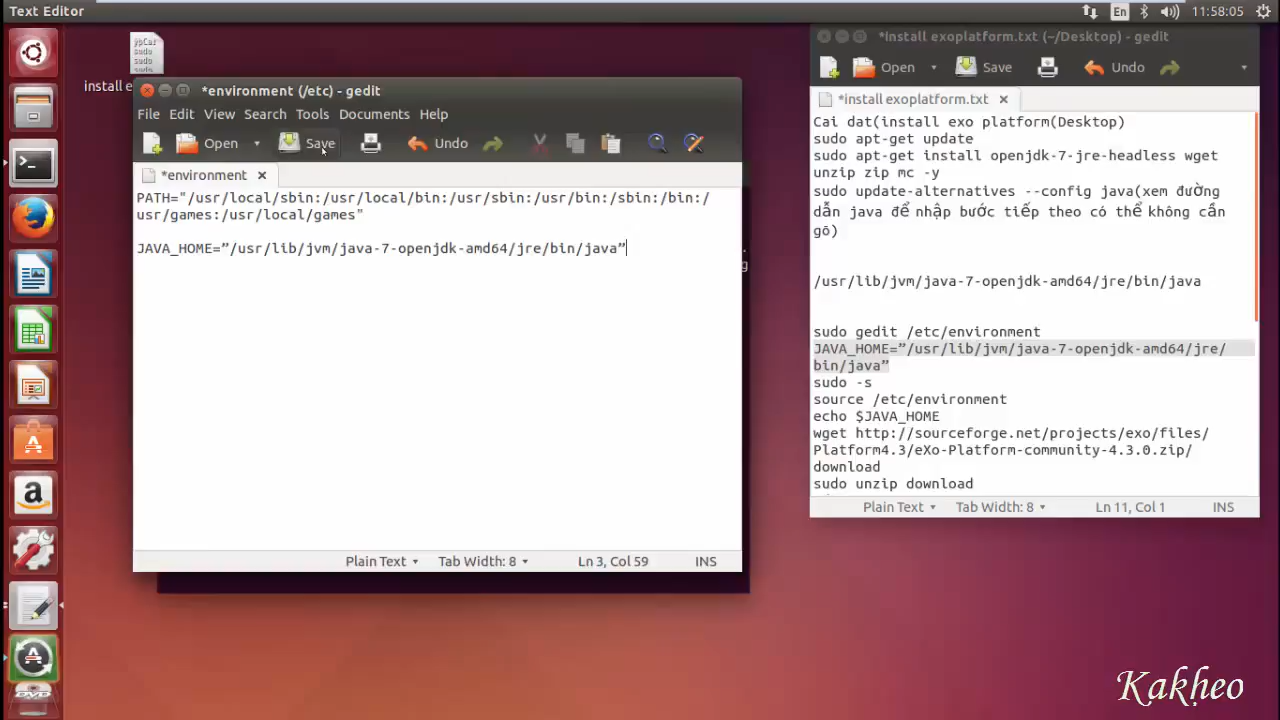 Text Editor
En
11:58:05
install e
*environment (/etc) - gedit
File Edit View Search Tools Documents Help
Open Save Undo
*environment
PATH="/usr/local/sbin:/usr/local/bin:/usr/sbin:/usr/bin:/sbin:/bin:/
usr/games:/usr/local/games"
JAVA_HOME=”/usr/lib/jvm/java-7-openjdk-amd64/jre/bin/java”
Plain Text Tab Width: 8 Ln 3, Col 59 INS
*Install exoplatform.txt (~/Desktop) - gedit
Open Save Undo
*install exoplatform.txt
Cai dat(install exo platform(Desktop)
sudo apt-get update
sudo apt-get install openjdk-7-jre-headless wget
unzip zip mc -y
sudo update-alternatives --config java(xem đường
dẫn java để nhập bước tiếp theo có thể không cần
gõ)
/usr/lib/jvm/java-7-openjdk-amd64/jre/bin/java
sudo gedit /etc/environment
JAVA_HOME=”/usr/lib/jvm/java-7-openjdk-amd64/jre/
bin/java”
sudo -s
source /etc/environment
echo $JAVA_HOME
wget http://sourceforge.net/projects/exo/files/
Platform4.3/eXo-Platform-community-4.3.0.zip/
download
sudo unzip download
Plain Text Tab Width: 8 Ln 11, Col 1 INS
Kakheo